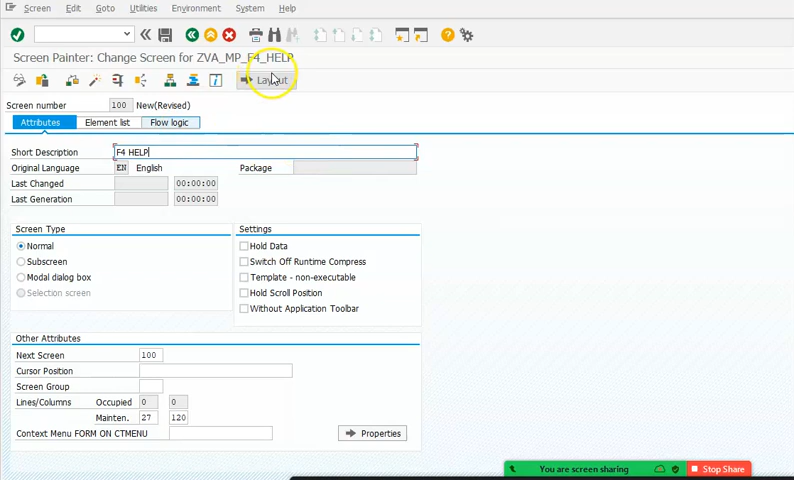 Screen Edit Goto Utilities Environment System Help
Screen Painter: Change Screen for ZVA_MP_F4_HELP
Layout
Screen number 100 New(Revised)
Attributes Element list Flow logic
Short Description F4 HELP
Original Language EN English Package
Last Changed 00:00:00
Last Generation 00:00:00
Screen Type Settings
Normal Hold Data
Subscreen Switch Off Runtime Compress
Modal dialog box Template - non-executable
Selection screen Hold Scroll Position
Without Application Toolbar
Other Attributes
Next Screen 100
Cursor Position
Screen Group
Lines/Columns Occupied 0 0
Mainten. 27 120
Context Menu FORM ON CTMENU Properties
You are screen sharing Stop Share